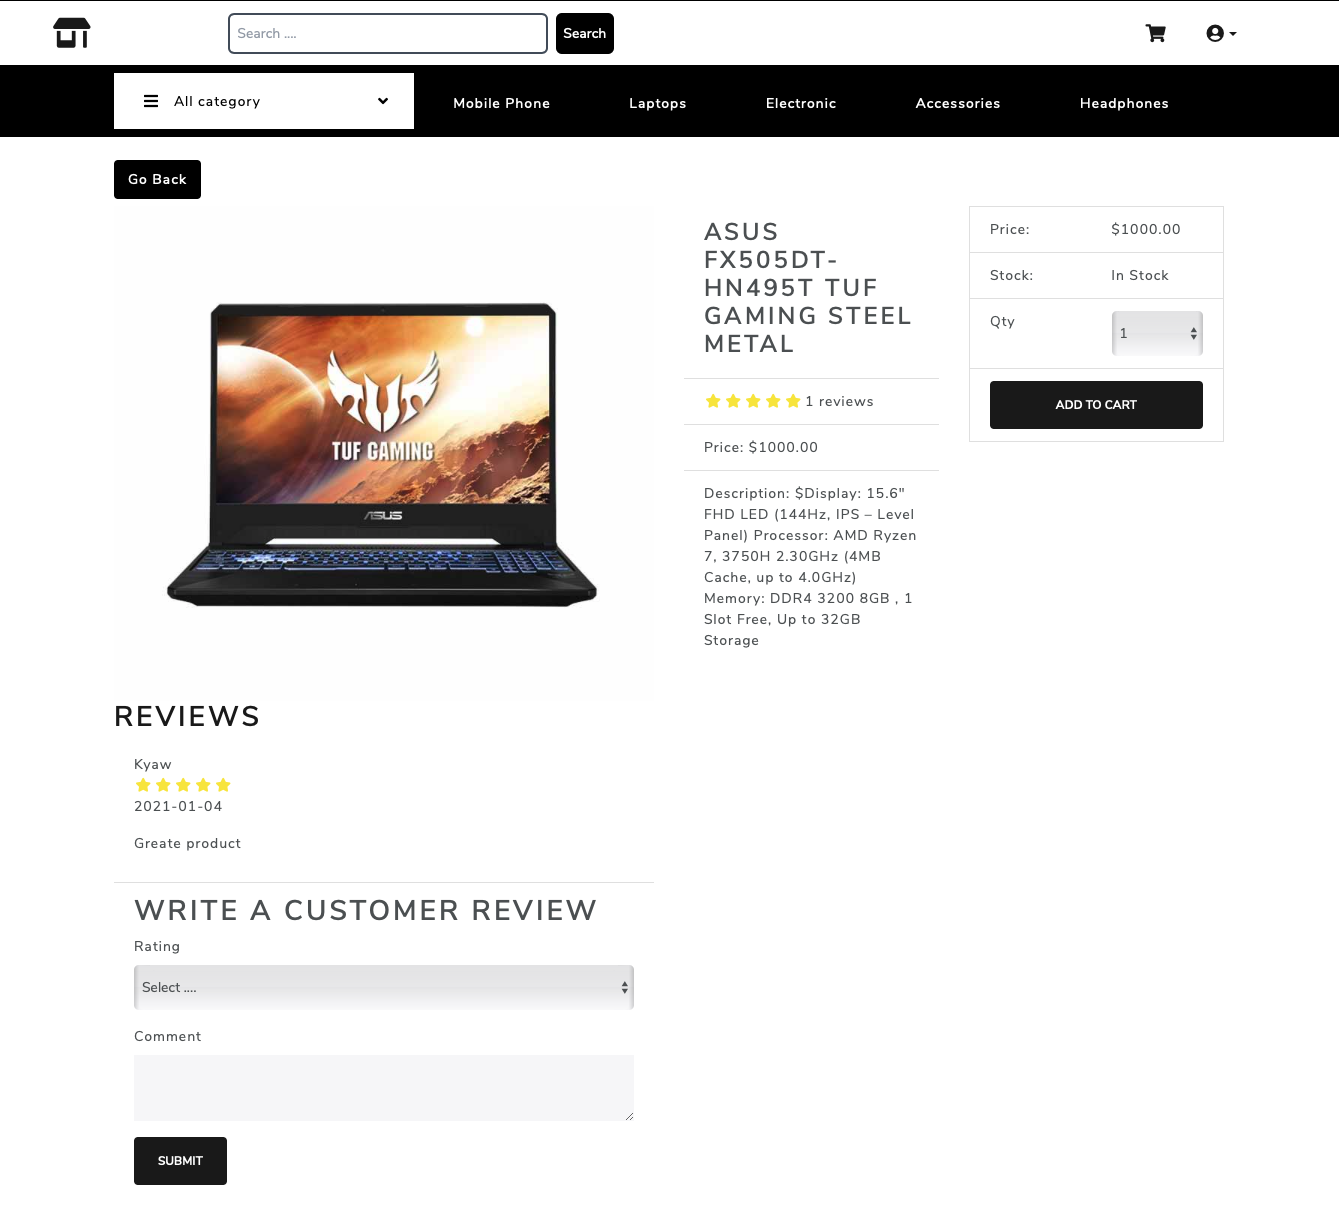 Search ....
Search
All category
Mobile Phone
Laptops
Electronic
Accessories
Headphones
Go Back
TUF GAMING
ASUS
ASUS
FX505DT-
HN495T TUF
GAMING STEEL
METAL
1 reviews
Price: $1000.00
Description: $Display: 15.6"
FHD LED (144Hz, IPS – Level
Panel) Processor: AMD Ryzen
7, 3750H 2.30GHz (4MB
Cache, up to 4.0GHz)
Memory: DDR4 3200 8GB , 1
Slot Free, Up to 32GB
Storage
Price: $1000.00
Stock: In Stock
Qty 1
ADD TO CART
REVIEWS
Kyaw
2021-01-04
Greate product
WRITE A CUSTOMER REVIEW
Rating
Select ....
Comment
SUBMIT